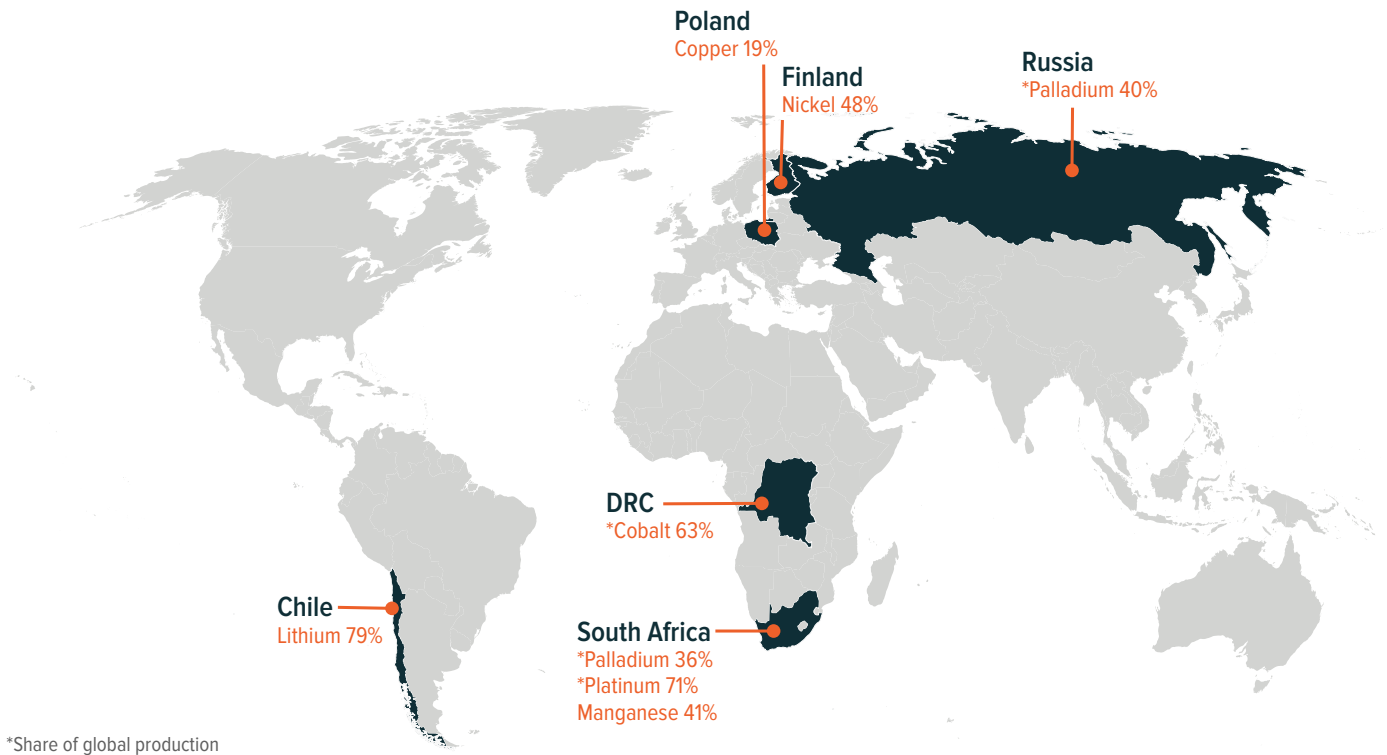 Poland
Copper 19%
Finland
Nickel 48%
Russia
*Palladium 40%
DRC
*Cobalt 63%
Chile
Lithium 79%
South Africa
*Palladium 36%
*Platinum 71%
Manganese 41%
*Share of global production